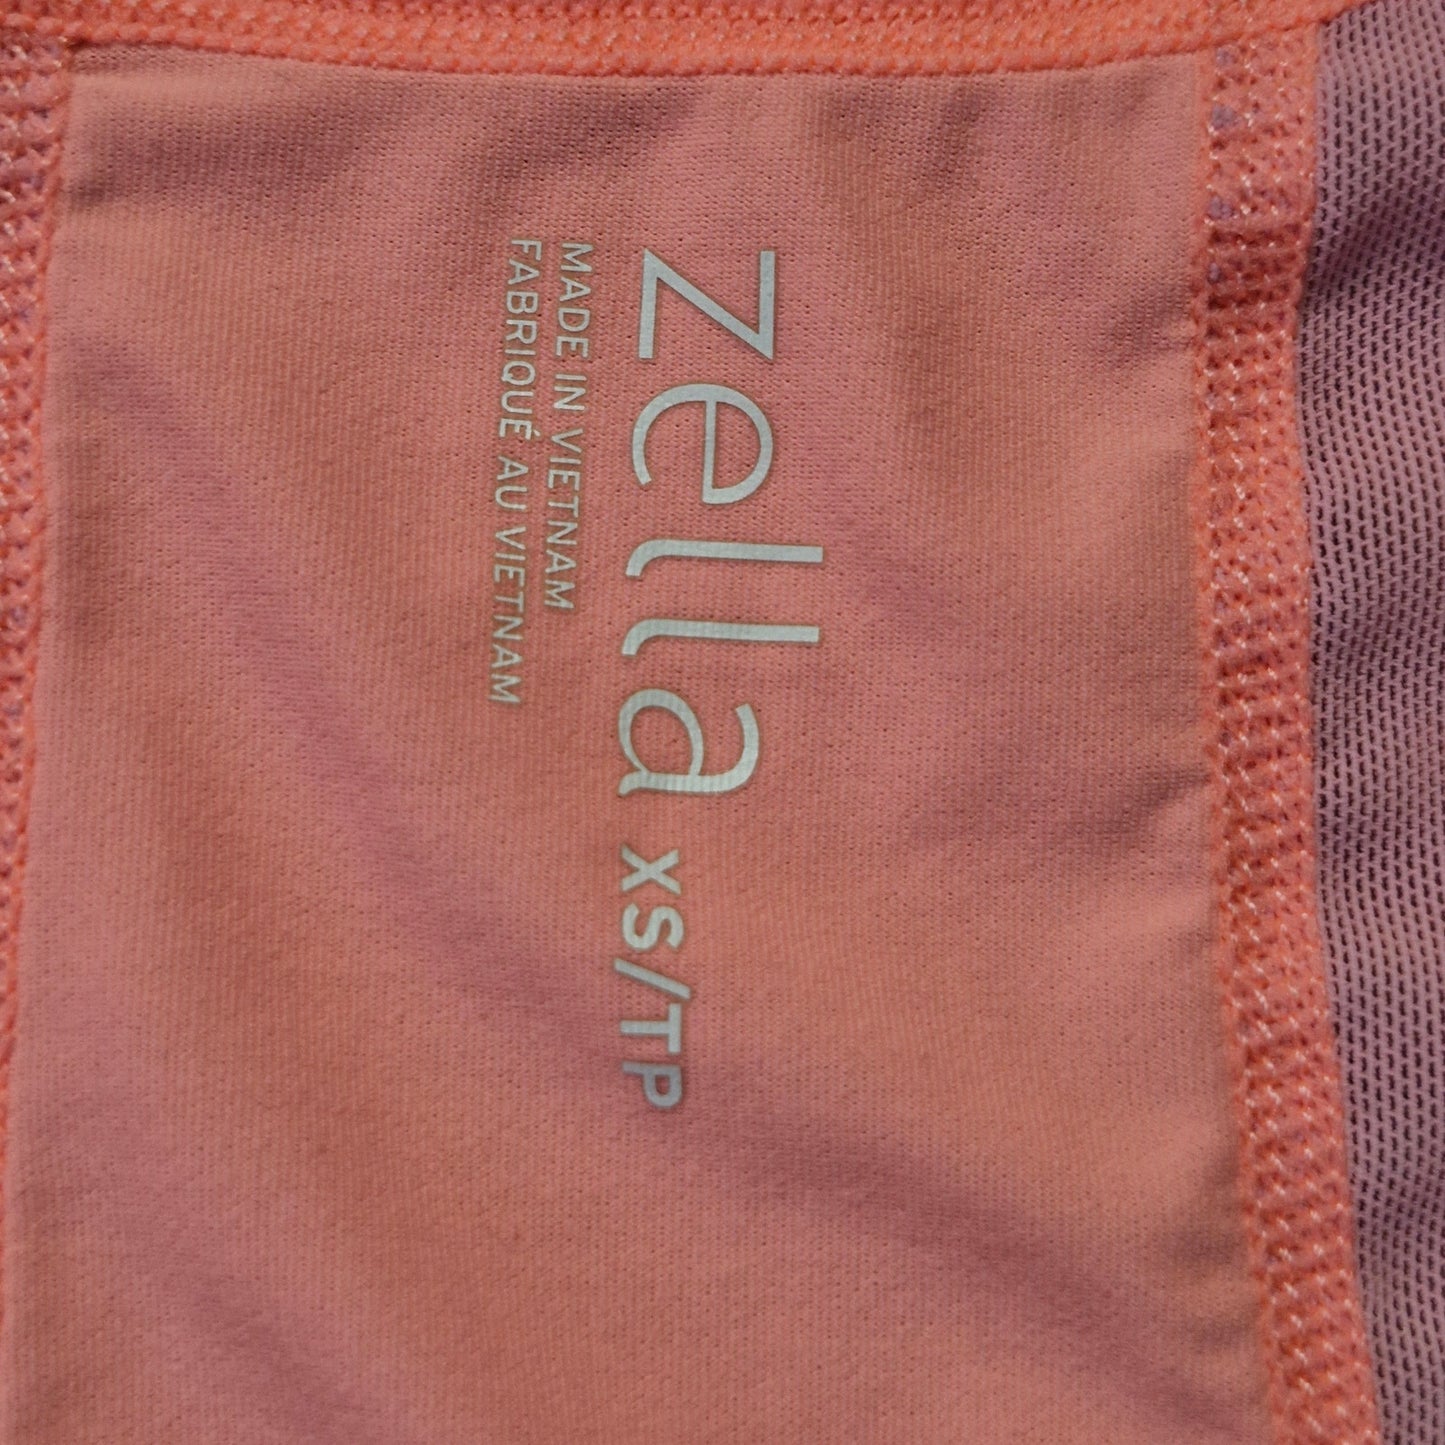 zella XS/TP
MADE IN VIETNAM
FABRIQUÉ AU VIETNAM